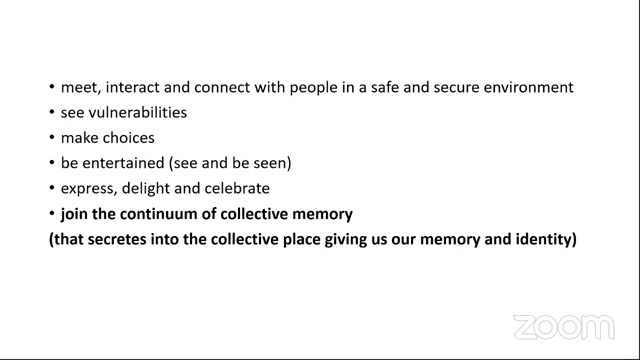 • meet, interact and connect with people in a safe and secure environment
• see vulnerabilities
• make choices
• be entertained (see and be seen)
• express, delight and celebrate
• join the continuum of collective memory
(that secretes into the collective place giving us our memory and identity)
zoom